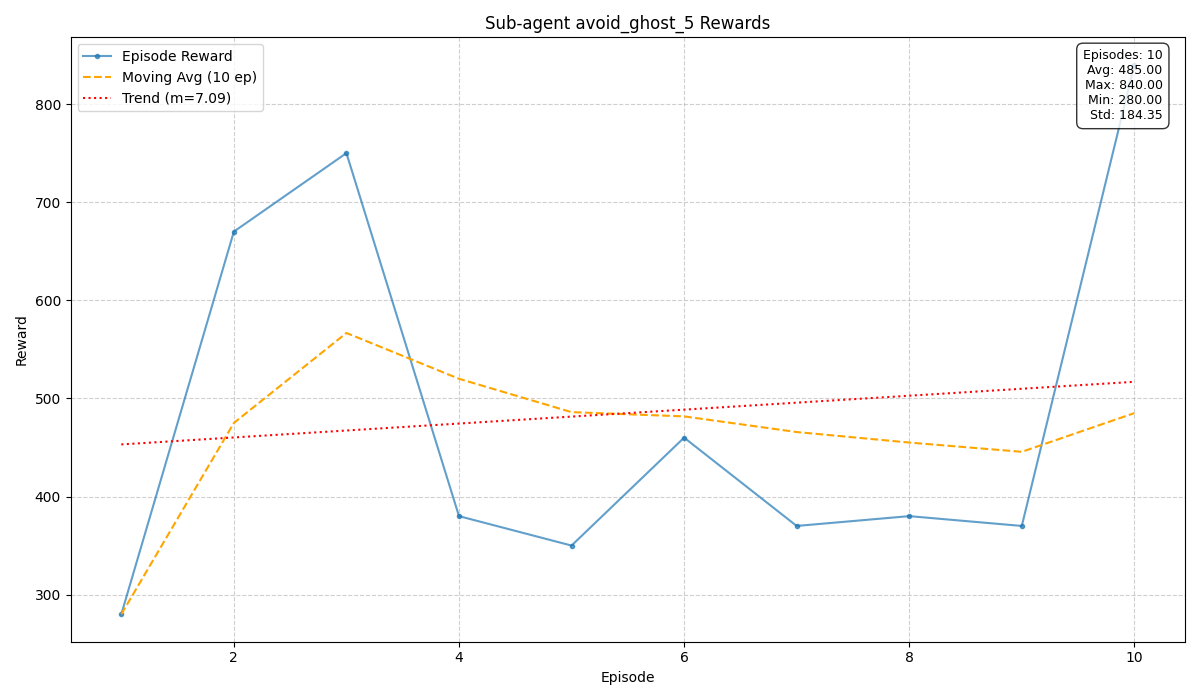 Sub-agent avoid_ghost_5 Rewards
Episode Reward
Moving Avg (10 ep)
Trend (m=7.09)
Episodes: 10
Avg: 485.00
Max: 840.00
Min: 280.00
Std: 184.35
Reward
800
700
600
500
400
300
2 4 6 8 10
Episode